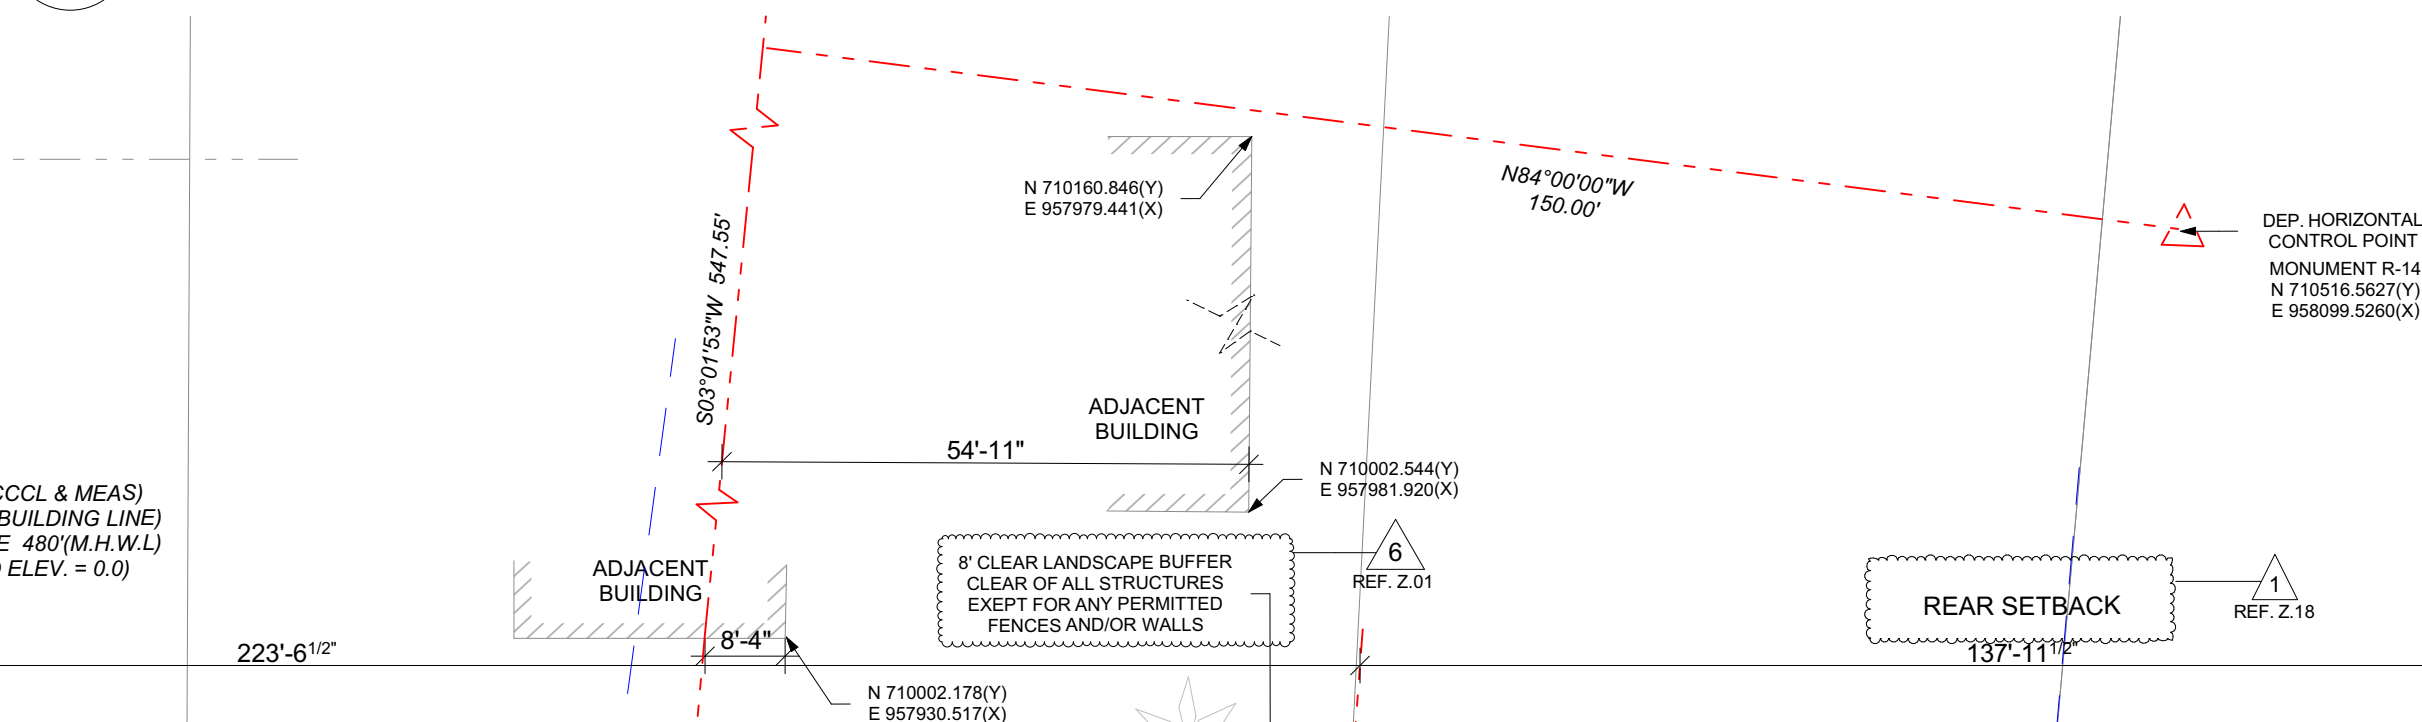 N 710160.846(Y)
E 957979.441(X)
N84°00'00"W
150.00'
DEP. HORIZONTAL
CONTROL POINT
MONUMENT R-14
N 710516.5627(Y)
E 958099.5260(X)
S03°01'53"W 547.55'
ADJACENT
BUILDING
54'-11"
N 710002.544(Y)
E 957981.920(X)
CCCL & MEAS)
BUILDING LINE)
E 480'(M.H.W.L)
ELEV. = 0.0)
ADJACENT
BUILDING
8'-4"
8' CLEAR LANDSCAPE BUFFER
CLEAR OF ALL STRUCTURES
EXEPT FOR ANY PERMITTED
FENCES AND/OR WALLS
6
REF. Z.01
REAR SETBACK
1
REF. Z.18
223'-6 1/2"
137'-11 1/2"
N 710002.178(Y)
E 957930.517(X)